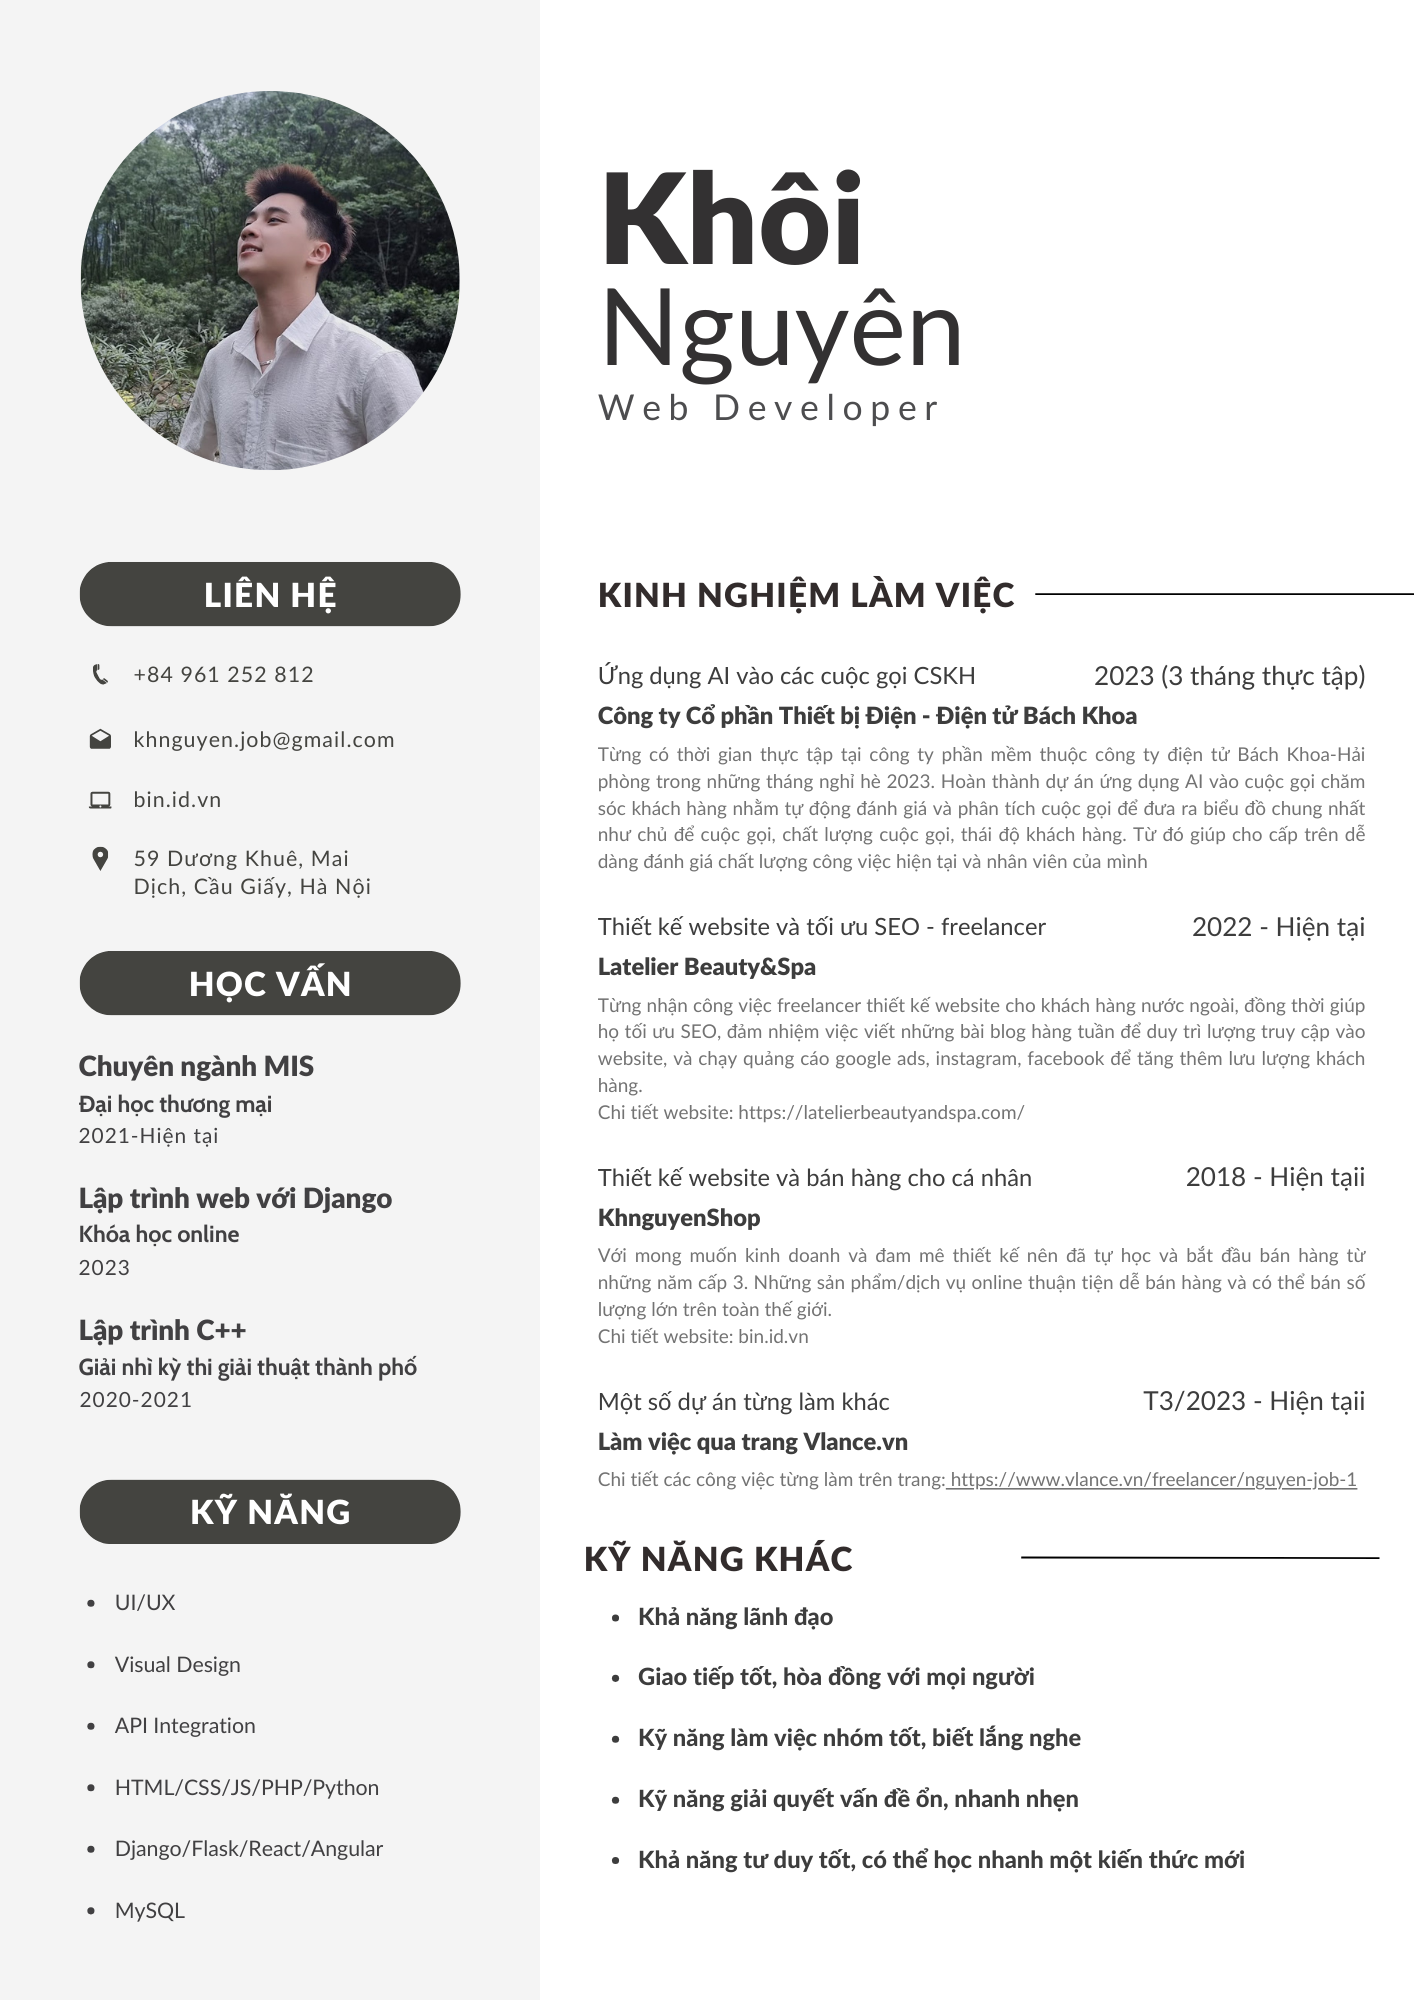 Khôi
Nguyên
Web Developer
LIÊN HỆ
+84 961 252 812
khnguyen.job@gmail.com
bin.id.vn
59 Dương Khuê, Mai
Dịch, Cầu Giấy, Hà Nội
HỌC VẤN
Chuyên ngành MIS
Đại học thương mại
2021-Hiện tại
Lập trình web với Django
Khóa học online
2023
Lập trình C++
Giải nhì kỳ thi giải thuật thành phố
2020-2021
KỸ NĂNG
UI/UX
Visual Design
API Integration
HTML/CSS/JS/PHP/Python
Django/Flask/React/Angular
MySQL
KINH NGHIỆM LÀM VIỆC
Ứng dụng AI vào các cuộc gọi CSKH 2023 (3 tháng thực tập)
Công ty Cổ phần Thiết bị Điện - Điện tử Bách Khoa
Từng có thời gian thực tập tại công ty phần mềm thuộc công ty điện tử Bách Khoa-Hải
phòng trong những tháng nghỉ hè 2023. Hoàn thành dự án ứng dụng AI vào cuộc gọi chăm
sóc khách hàng nhằm tự động đánh giá và phân tích cuộc gọi để đưa ra biểu đồ chung nhất
như chủ để cuộc gọi, chất lượng cuộc gọi, thái độ khách hàng. Từ đó giúp cho cấp trên dễ
dàng đánh giá chất lượng công việc hiện tại và nhân viên của mình
Thiết kế website và tối ưu SEO - freelancer 2022 - Hiện tại
Latelier Beauty&Spa
Từng nhận công việc freelancer thiết kế website cho khách hàng nước ngoài, đồng thời giúp
họ tối ưu SEO, đảm nhiệm việc viết những bài blog hàng tuần để duy trì lượng truy cập vào
website, và chạy quảng cáo google ads, instagram, facebook để tăng thêm lưu lượng khách
hàng.
Chi tiết website: https://latelierbeautyandspa.com/
Thiết kế website và bán hàng cho cá nhân 2018 - Hiện tạii
KhnguyenShop
Với mong muốn kinh doanh và đam mê thiết kế nên đã tự học và bắt đầu bán hàng từ
những năm cấp 3. Những sản phẩm/dịch vụ online thuận tiện dễ bán hàng và có thể bán số
lượng lớn trên toàn thế giới.
Chi tiết website: bin.id.vn
Một số dự án từng làm khác T3/2023 - Hiện tạii
Làm việc qua trang Vlance.vn
Chi tiết các công việc từng làm trên trang: https://www.vlance.vn/freelancer/nguyen-job-1
KỸ NĂNG KHÁC
Khả năng lãnh đạo
Giao tiếp tốt, hòa đồng với mọi người
Kỹ năng làm việc nhóm tốt, biết lắng nghe
Kỹ năng giải quyết vấn đề ổn, nhanh nhẹn
Khả năng tư duy tốt, có thể học nhanh một kiến thức mới